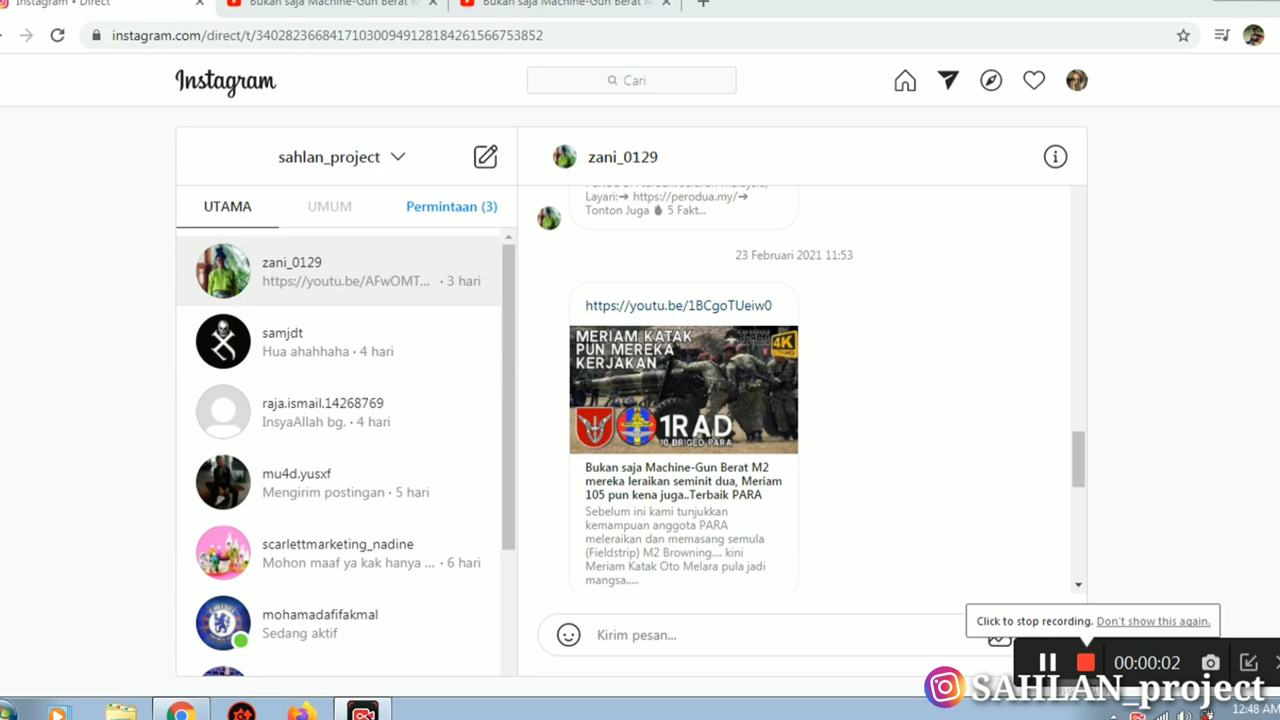 Instagram • Direct
Bukan saja Machine-Gun Berat M
Bukan saja Machine-Gun Berat M
instagram.com/direct/t/340282366841710300949128184261566753852
Instagram
Cari
sahlan_project
UTAMA
UMUM
Permintaan (3)
zani_0129
https://youtu.be/AFwOMT... · 3 hari
samjdt
Hua ahahhaha · 4 hari
raja.ismail.14268769
InsyaAllah bg. · 4 hari
mu4d.yusxf
Mengirim postingan · 5 hari
scarlettmarketing_nadine
Mohon maaf ya kak hanya ... · 6 hari
mohamadafifakmal
Sedang aktif
zani_0129
Layari:➔ https://perodua.my/➔
Tonton Juga 5 Fakt...
23 Februari 2021 11:53
https://youtu.be/1BCgoTUeiw0
MERIAM KATAK
PUN MEREKA
KERJAKAN
4K
1RAD
10 BRIGED PARA
Bukan saja Machine-Gun Berat M2
mereka leraikan seminit dua, Meriam
105 pun kena juga..Terbaik PARA
Sebelum ini kami tunjukkan
kemampuan anggota PARA
meleraikan dan memasang semula
(Fieldstrip) M2 Browning.... kini
Meriam Katak Oto Melara pula jadi
mangsa.....
Kirim pesan...
Click to stop recording. Don't show this again.
00:00:02
SAHLAN_project
12:48 AM